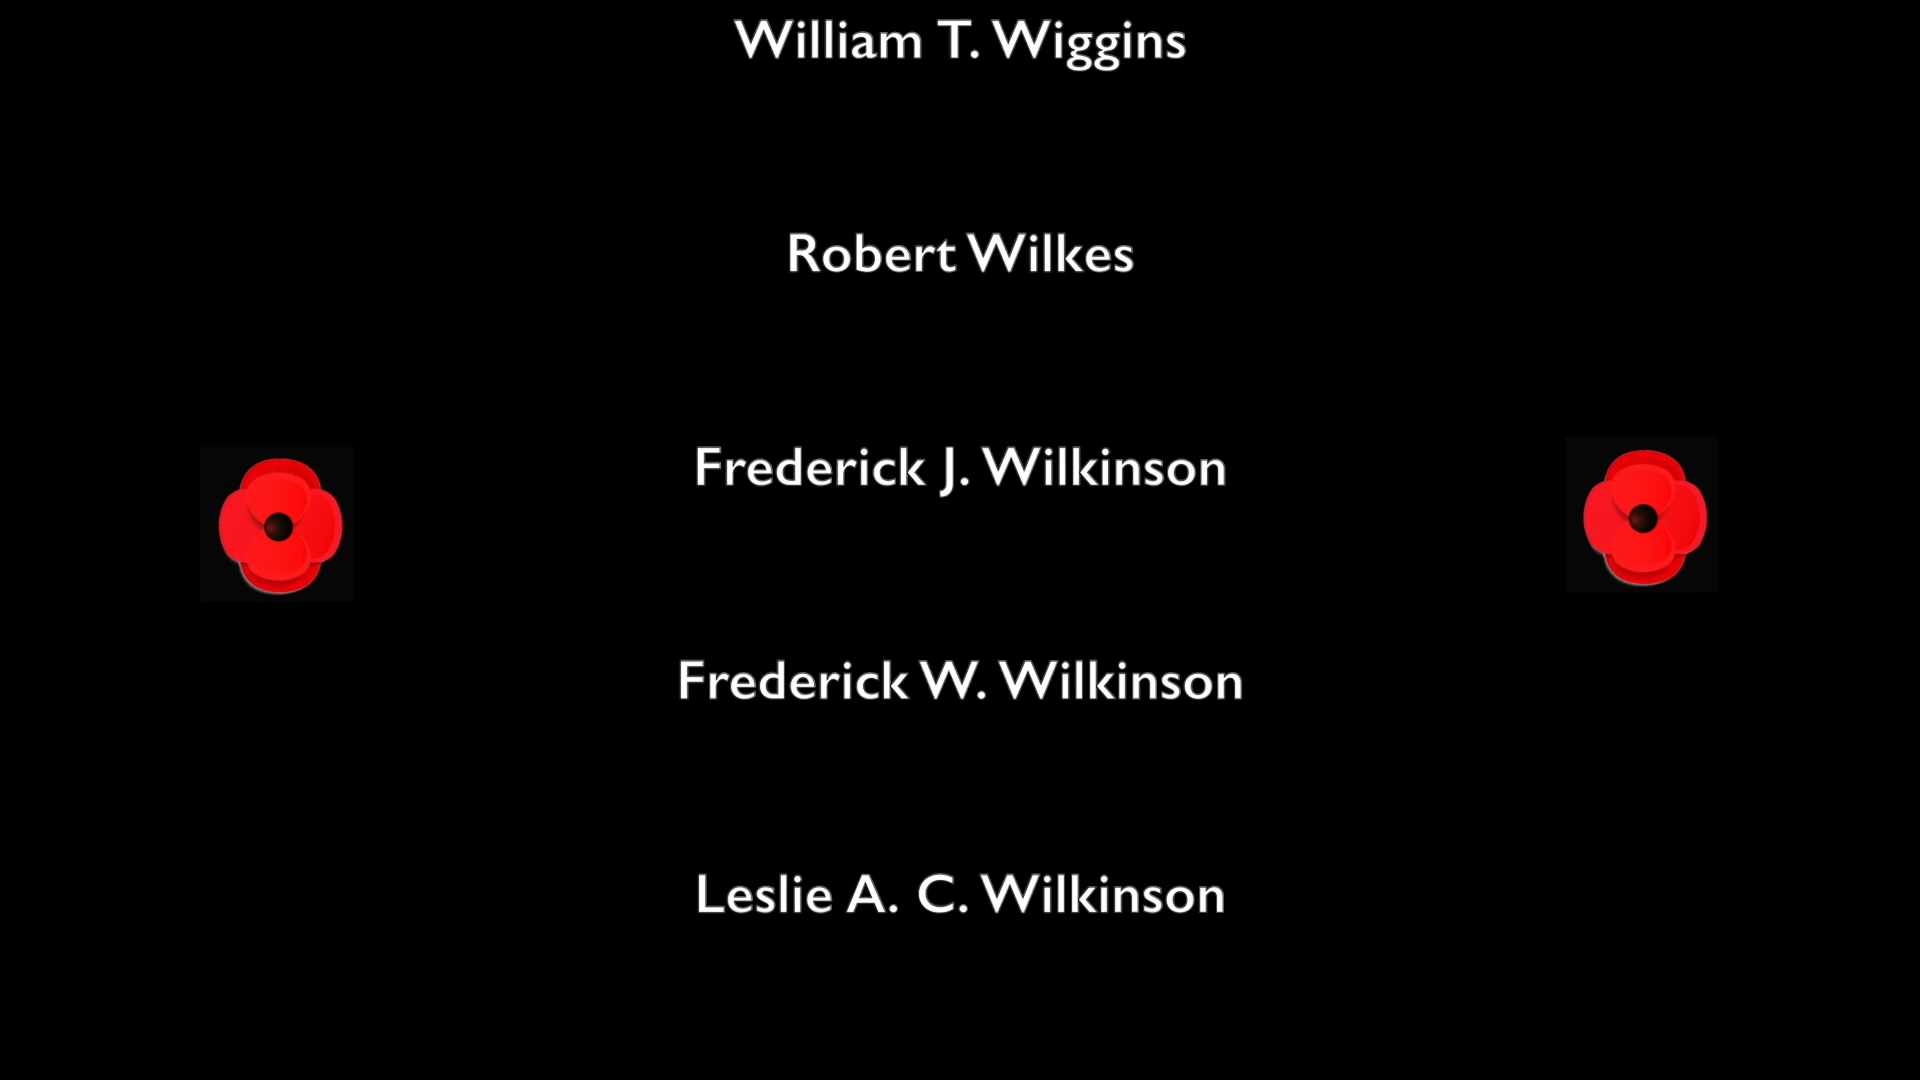 William T. Wiggins
Robert Wilkes
Frederick J. Wilkinson
Frederick W. Wilkinson
Leslie A. C. Wilkinson